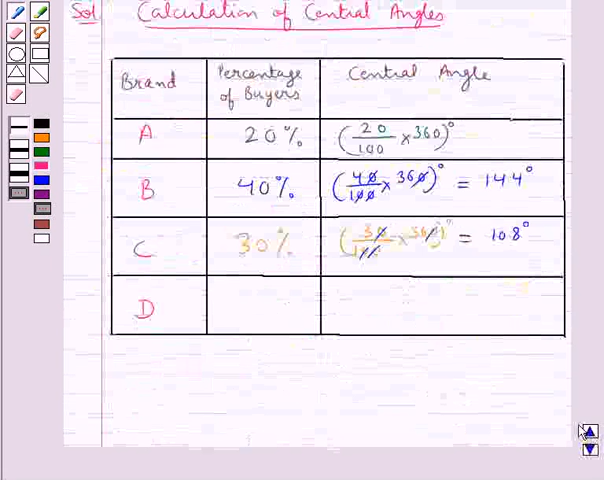 Sol Calculation of Central Angles
Brand Percentage of Buyers Central Angle
A 20% (20/100 × 360)°
B 40% (40/100 × 360)° = 144°
C 30% (30/100 × 360)° = 108°
D